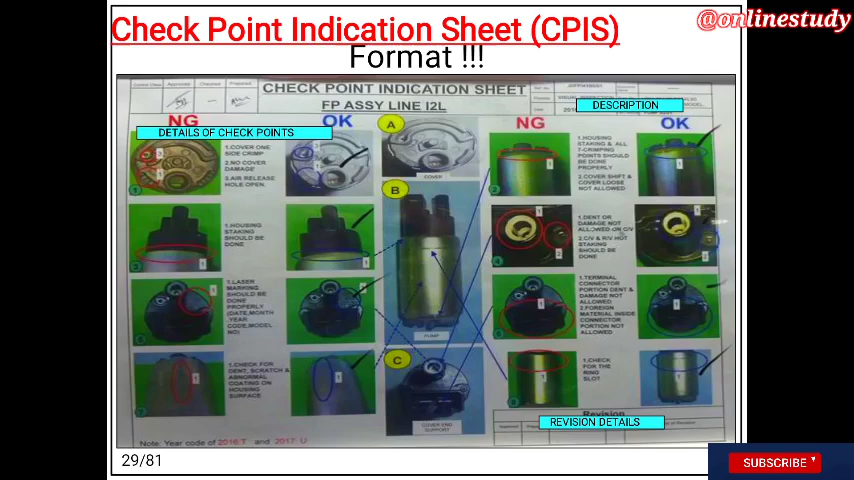 Check Point Indication Sheet (CPIS)
@onlinestudy
Format !!!
Approved
Checked
Prepared
CHECK POINT INDICATION SHEET
FP ASSY LINE I2L
DESCRIPTION
NG
OK
DETAILS OF CHECK POINTS
1.COVER ONE
SIDE CRIMP
2.NO COVER
DAMAGE
3.AIR RELEASE
HOLE OPEN.
1.HOUSING
STAKING
SHOULD BE
DONE
1.LASER
MARKING
SHOULD BE
DONE
PROPERLY
(DATE,MONTH
,YEAR
CODE,MODEL
NO)
1.CHECK FOR
DENT, SCRATCH &
ABNORMAL
COATING ON
HOUSING
SURFACE
A
COVER
B
PUMP
C
COVER END
SUPPORT
NG
OK
1.HOUSING
STAKING & ALL
7-CRIMPING
POINTS SHOULD
BE DONE
PROPERLY
2.COVER SHIFT &
COVER LOOSE NOT
ALLOWED
1.DENT OR
DAMAGE NOT
ALLOWED ON C/V
2.C/V & R/V HOT
STAKING
SHOULD BE
DONE
1.TERMINAL
CONNECTOR
PORTION DENT &
DAMAGE NOT
ALLOWED
2.FOREIGN
MATERIAL INSIDE
CONNECTOR
PORTION NOT
ALLOWED
1.CHECK
FOR THE
RING
SLOT
Revision
REVISION DETAILS
Note: Year code of 2016:T and 2017: U
29/81
SUBSCRIBE